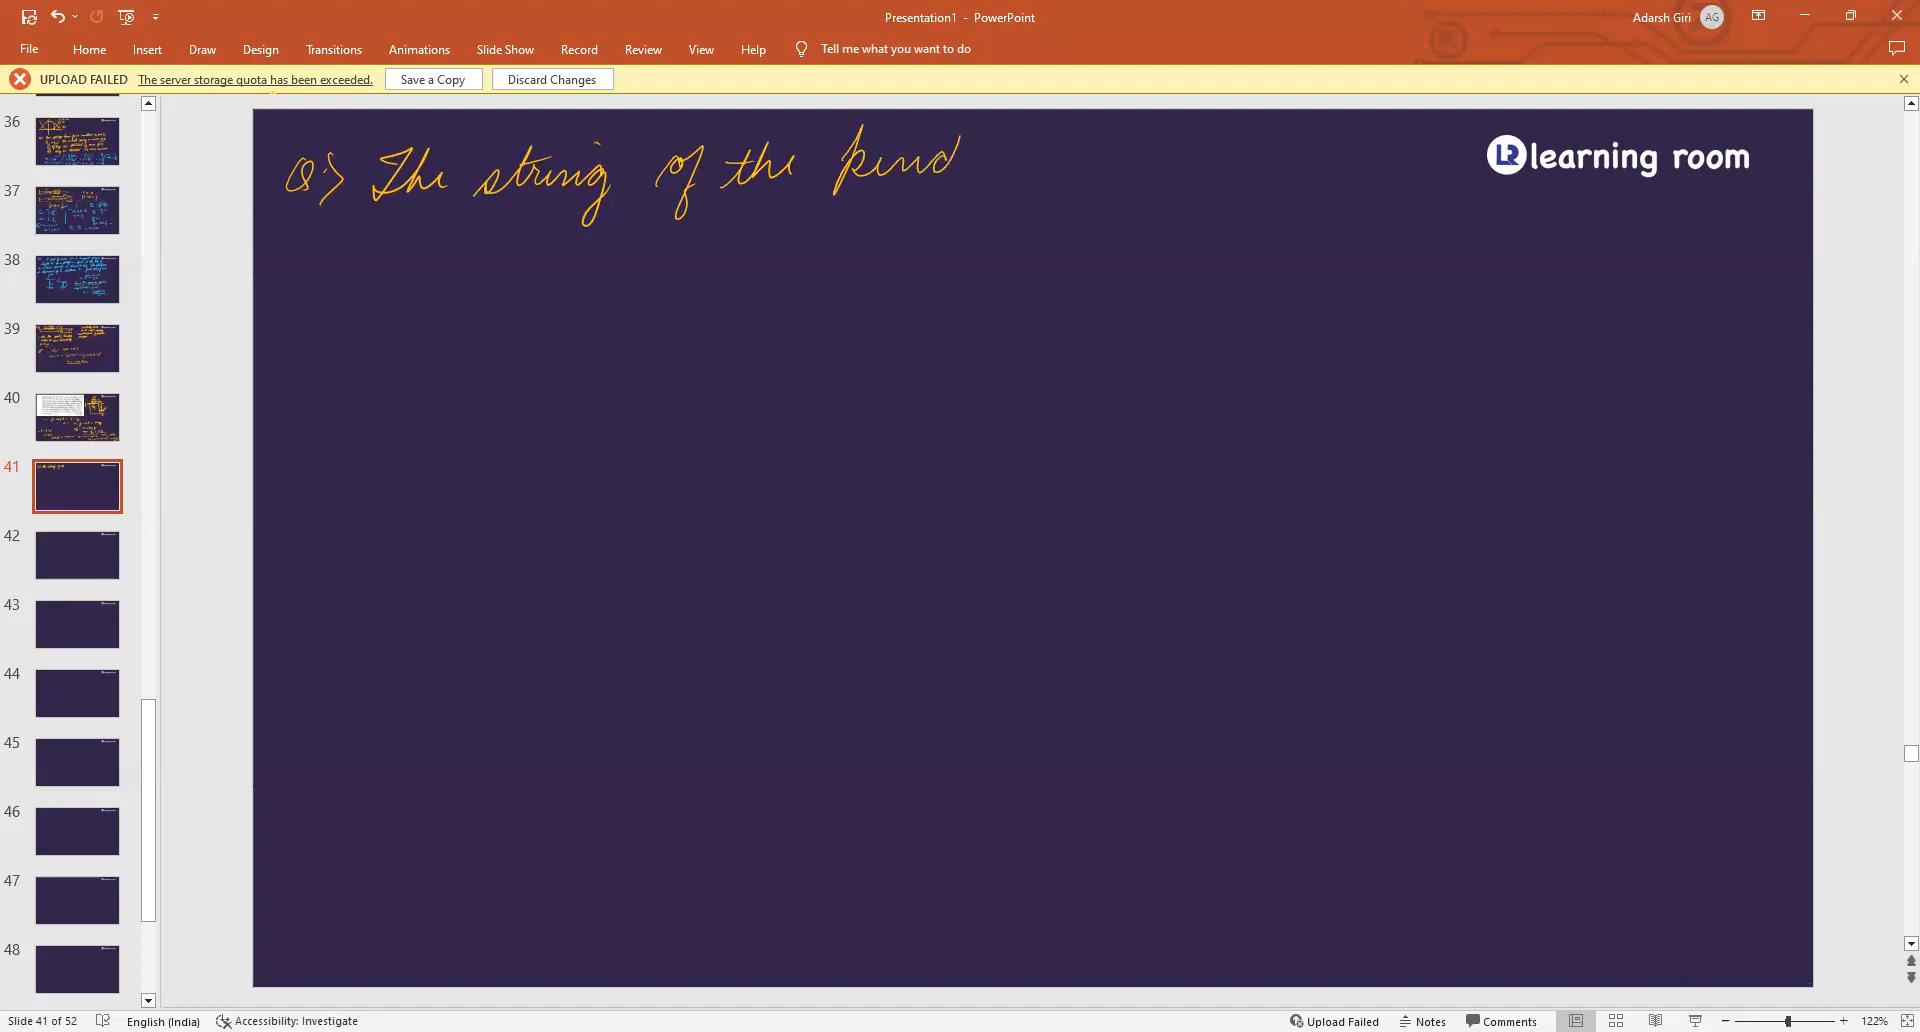 Presentation1 - PowerPoint
Adarsh Giri AG
File Home Insert Draw Design Transitions Animations Slide Show Record Review View Help Tell me what you want to do
UPLOAD FAILED The server storage quota has been exceeded. Save a Copy Discard Changes
Q:> The string of the pend
LR learning room
36
37
38
39
40
41
42
43
44
45
46
47
48
Slide 41 of 52 English (India) Accessibility: Investigate Upload Failed Notes Comments 122%